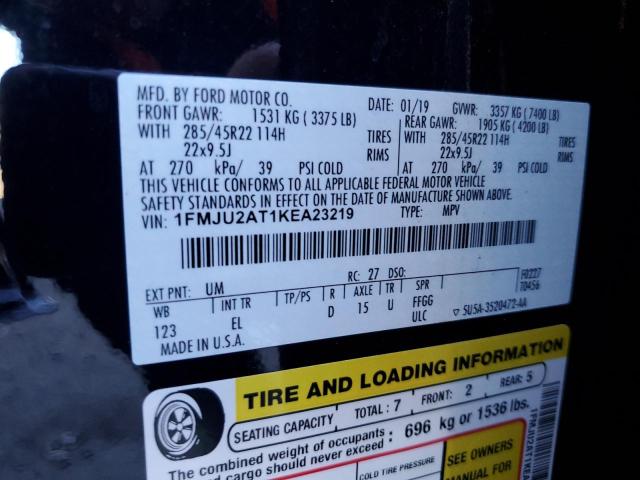 MFD. BY FORD MOTOR CO.
DATE: 01/19 GVWR: 3357 KG (7400 LB)
FRONT GAWR: 1531 KG (3375 LB)
REAR GAWR: 1905 KG (4200 LB)
WITH 285/45R22 114H TIRES
WITH 285/45R22 114H TIRES
22x9.5J RIMS
22x9.5J RIMS
AT 270 kPa/ 39 PSI COLD
AT 270 kPa/ 39 PSI COLD
THIS VEHICLE CONFORMS TO ALL APPLICABLE FEDERAL MOTOR VEHICLE
SAFETY STANDARDS IN EFFECT ON THE DATE OF MANUFACTURE SHOWN ABOVE.
VIN: 1FMJU2AT1KEA23219 TYPE: MPV
EXT PNT: UM RC: 27 DSO: F0227
WB INT TR TP/PS R AXLE TR SPR T0456
123 EL D 15 U FFGG
ULC ▽ 5U5A-3520472-AA
MADE IN U.S.A.
TIRE AND LOADING INFORMATION
SEATING CAPACITY TOTAL: 7 FRONT: 2 REAR: 5
The combined weight of occupants
and cargo should never exceed: 696 kg or 1536 lbs.
COLD TIRE
SEE OWNERS
MANUAL FOR